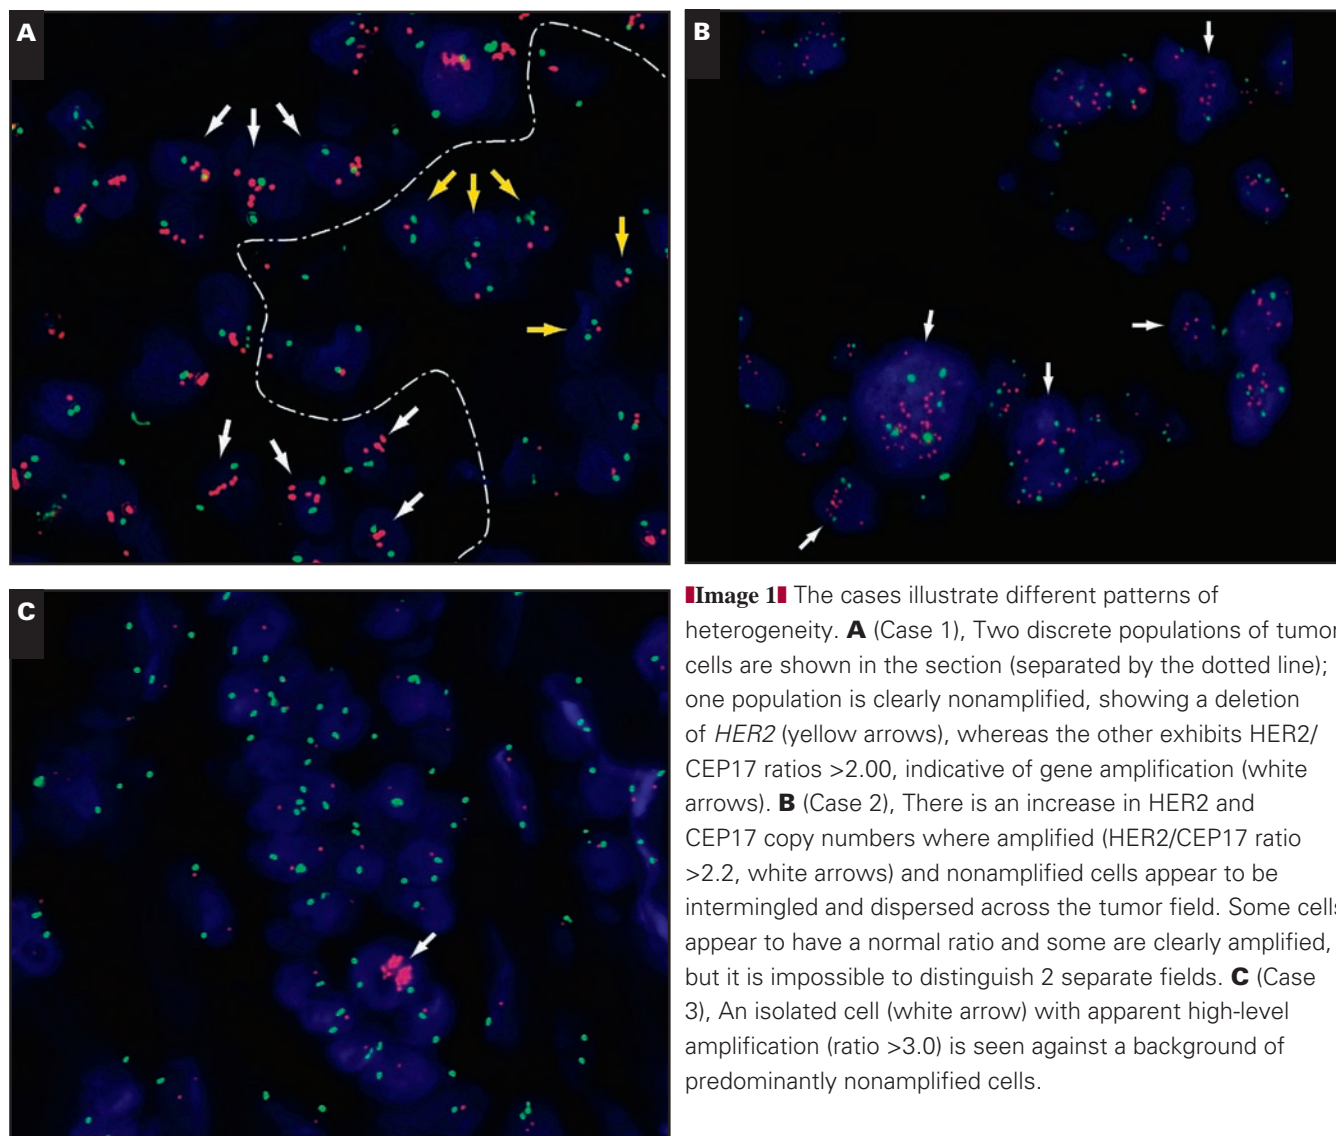 A
B
C
Image 1 The cases illustrate different patterns of
heterogeneity. A (Case 1), Two discrete populations of tumor
cells are shown in the section (separated by the dotted line);
one population is clearly nonamplified, showing a deletion
of HER2 (yellow arrows), whereas the other exhibits HER2/
CEP17 ratios >2.00, indicative of gene amplification (white
arrows). B (Case 2), There is an increase in HER2 and
CEP17 copy numbers where amplified (HER2/CEP17 ratio
>2.2, white arrows) and nonamplified cells appear to be
intermingled and dispersed across the tumor field. Some cells
appear to have a normal ratio and some are clearly amplified,
but it is impossible to distinguish 2 separate fields. C (Case
3), An isolated cell (white arrow) with apparent high-level
amplification (ratio >3.0) is seen against a background of
predominantly nonamplified cells.